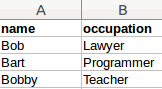 A B
name occupation
Bob Lawyer
Bart Programmer
Bobby Teacher